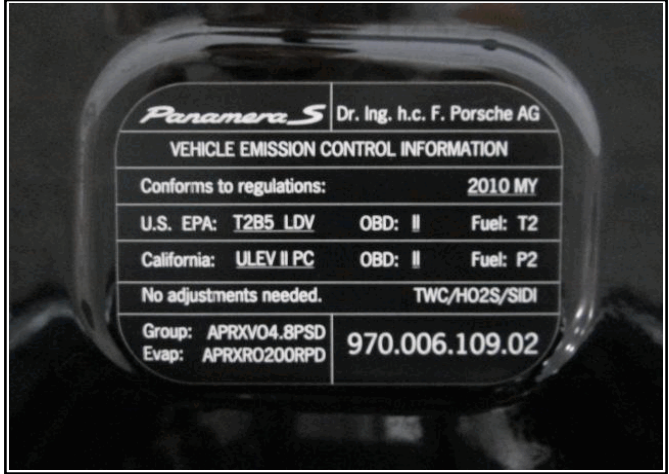 Panamera S Dr. Ing. h.c. F. Porsche AG
VEHICLE EMISSION CONTROL INFORMATION
Conforms to regulations: 2010 MY
U.S. EPA: T2B5 LDV OBD: II Fuel: T2
California: ULEV II PC OBD: II Fuel: P2
No adjustments needed. TWC/HO2S/SIDI
Group: APRXV04.8PSD
Evap: APRXR0200RPD
970.006.109.02